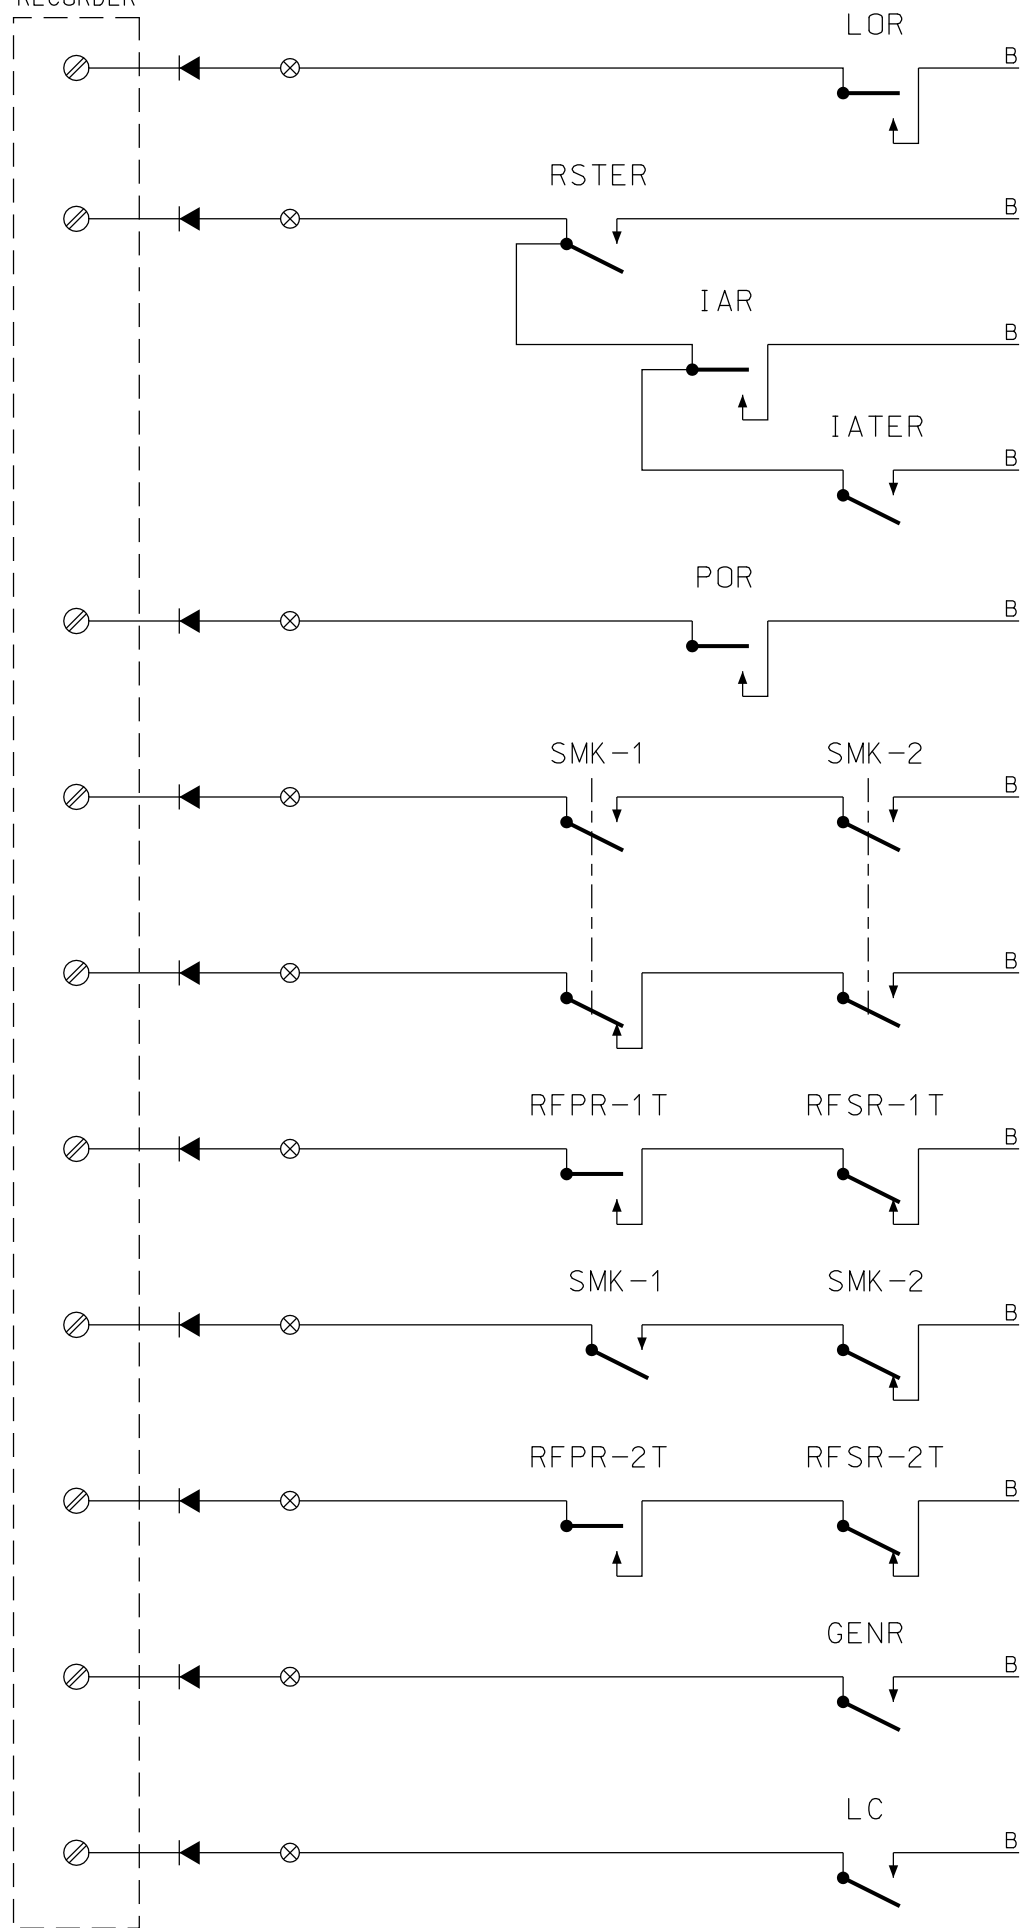 RECORDER
LOR
B
RSTER
B
IAR
B
IATER
B
POR
B
SMK-1 SMK-2
B
B
RFPR-1T RFSR-1T
B
SMK-1 SMK-2
B
RFPR-2T RFSR-2T
B
GENR
B
LC
B